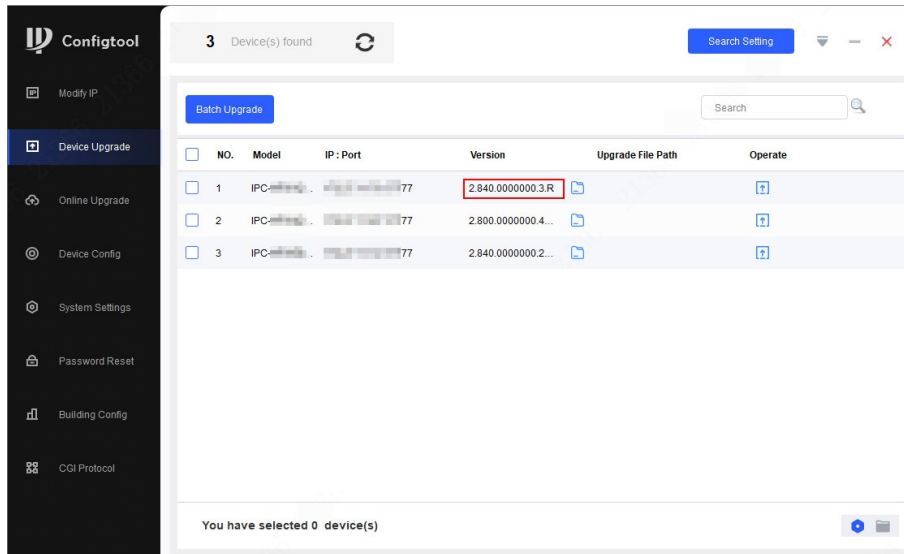 Configtool
3 Device(s) found
Search Setting
Modify IP
Device Upgrade
Online Upgrade
Device Config
System Settings
Password Reset
Building Config
CGI Protocol
Batch Upgrade
Search
NO. Model IP : Port Version Upgrade File Path Operate
1 IPC- . 77 2.840.0000000.3.R
2 IPC- . 77 2.800.0000000.4...
3 IPC- . 77 2.840.0000000.2...
You have selected 0 device(s)